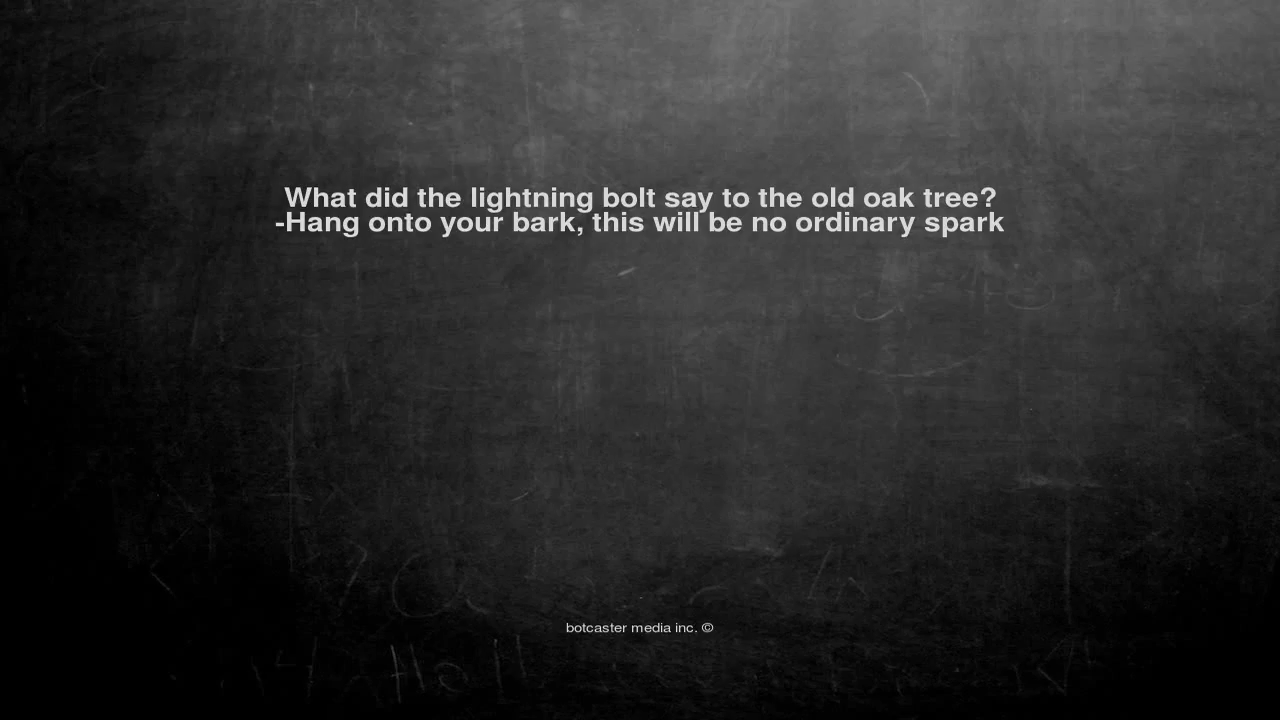 What did the lightning bolt say to the old oak tree?
-Hang onto your bark, this will be no ordinary spark
botcaster media inc. ©